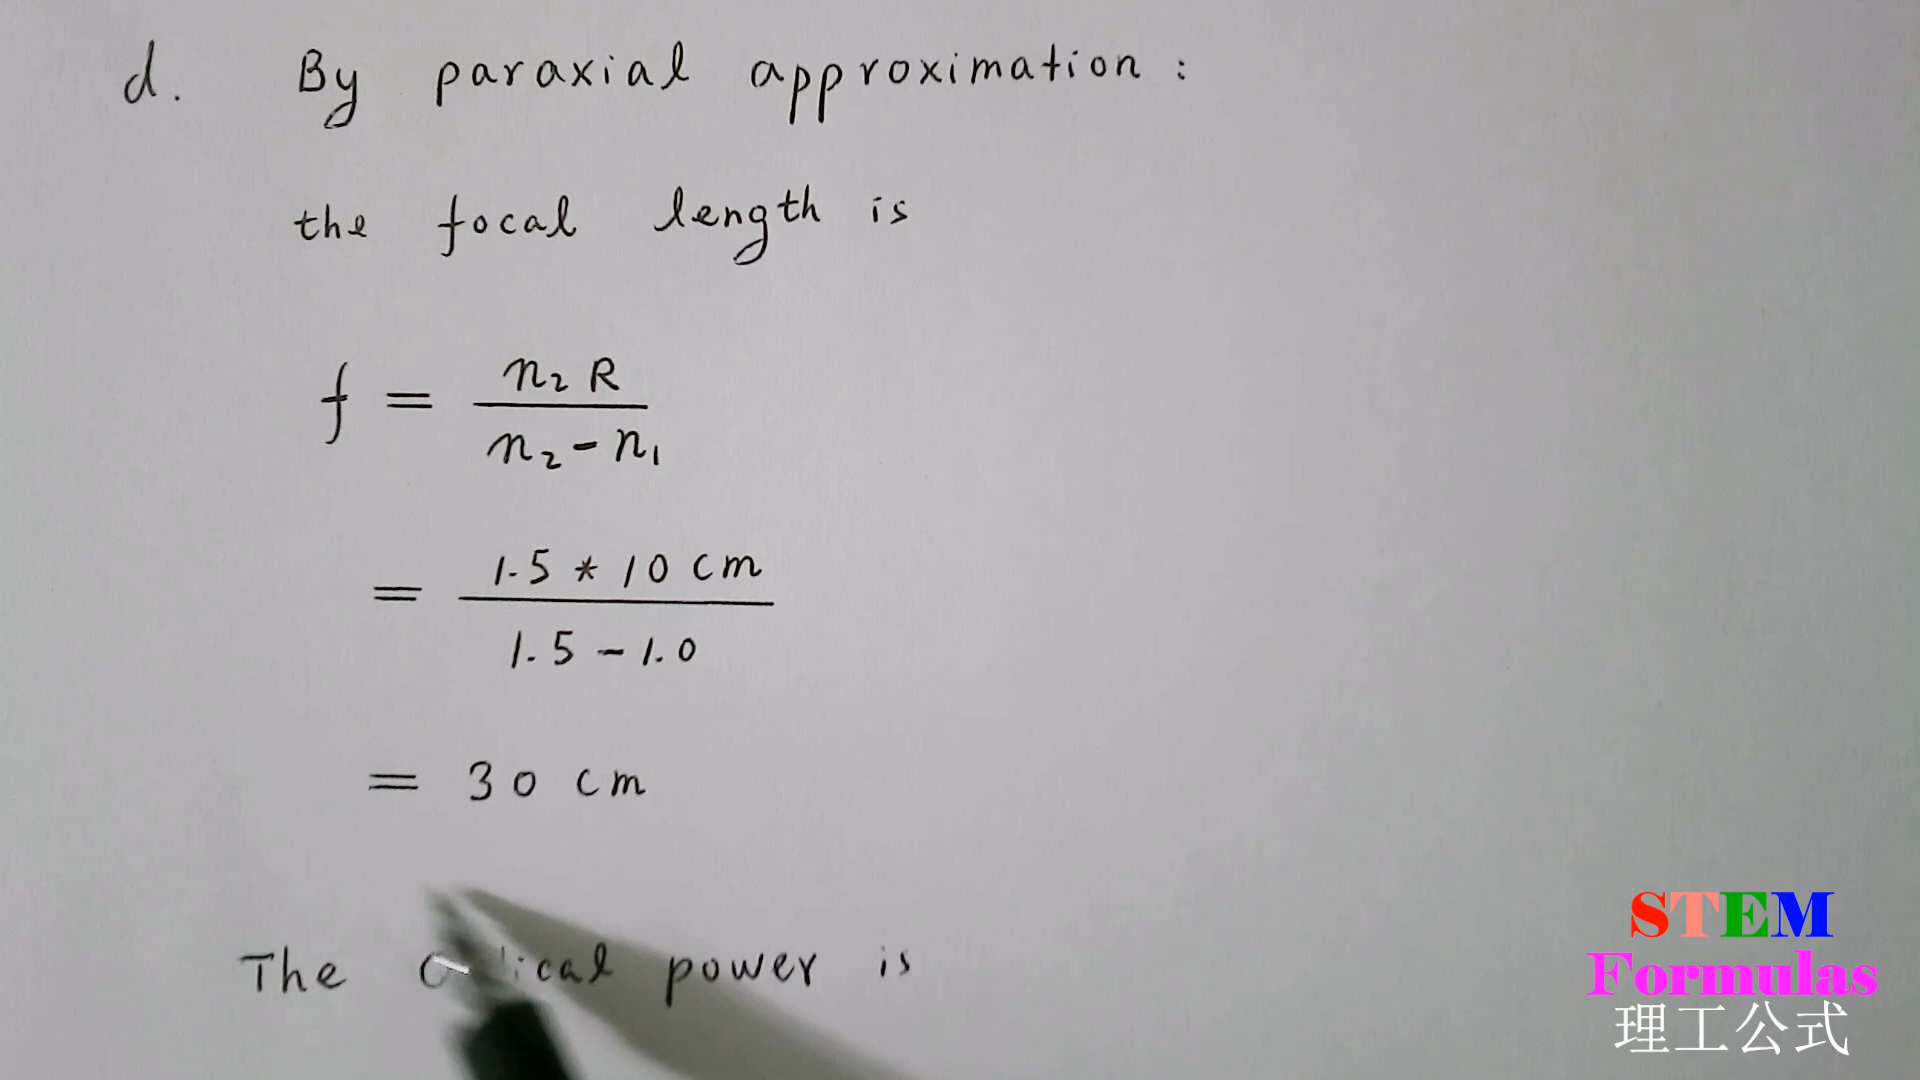 d. By paraxial approximation:
the focal length is
f = n₂ R / n₂ - n₁
= 1.5 * 10 cm / 1.5 - 1.0
= 30 cm
The power is
STEM
Formulas
理工公式